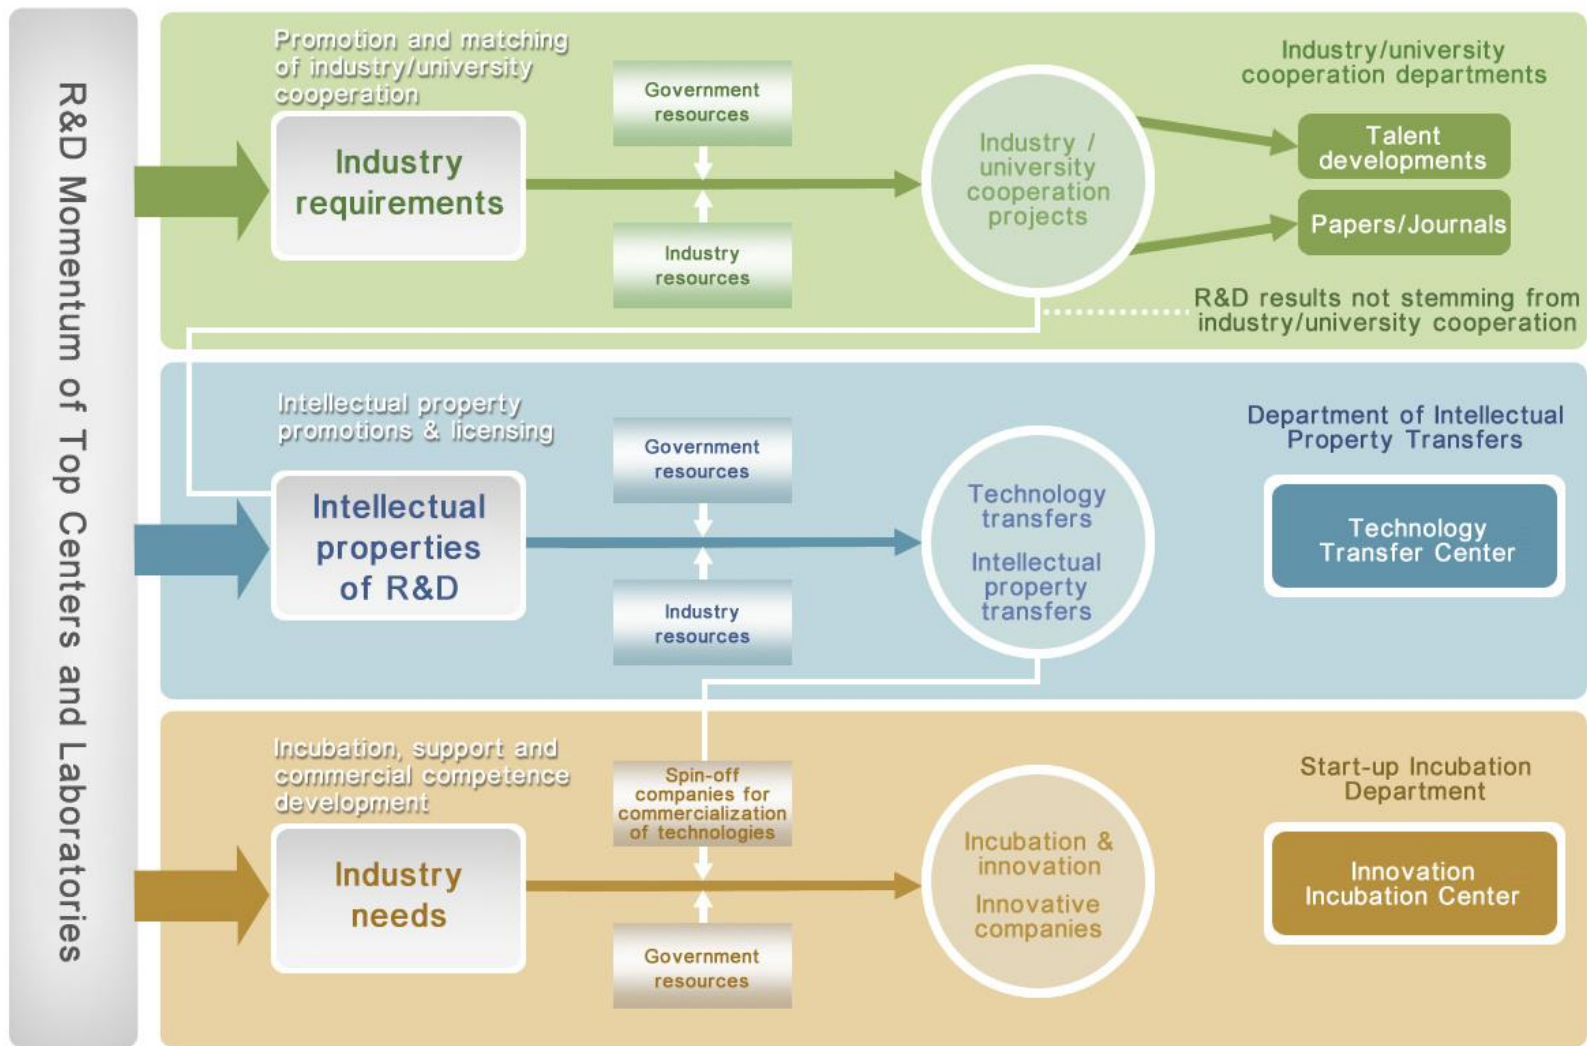 R&D Momentum of Top Centers and Laboratories
Promotion and matching
of industry/university
cooperation
Industry
requirements
Government
resources
Industry
resources
Industry /
university
cooperation
projects
Industry/university
cooperation departments
Talent
developments
Papers/Journals
R&D results not stemming from
industry/university cooperation
Intellectual property
promotions & licensing
Intellectual
properties
of R&D
Government
resources
Industry
resources
Technology
transfers
Intellectual
property
transfers
Department of Intellectual
Property Transfers
Technology
Transfer Center
Incubation, support and
commercial competence
development
Industry
needs
Spin-off
companies for
commercialization
of technologies
Government
resources
Incubation &
innovation
Innovative
companies
Start-up Incubation
Department
Innovation
Incubation Center